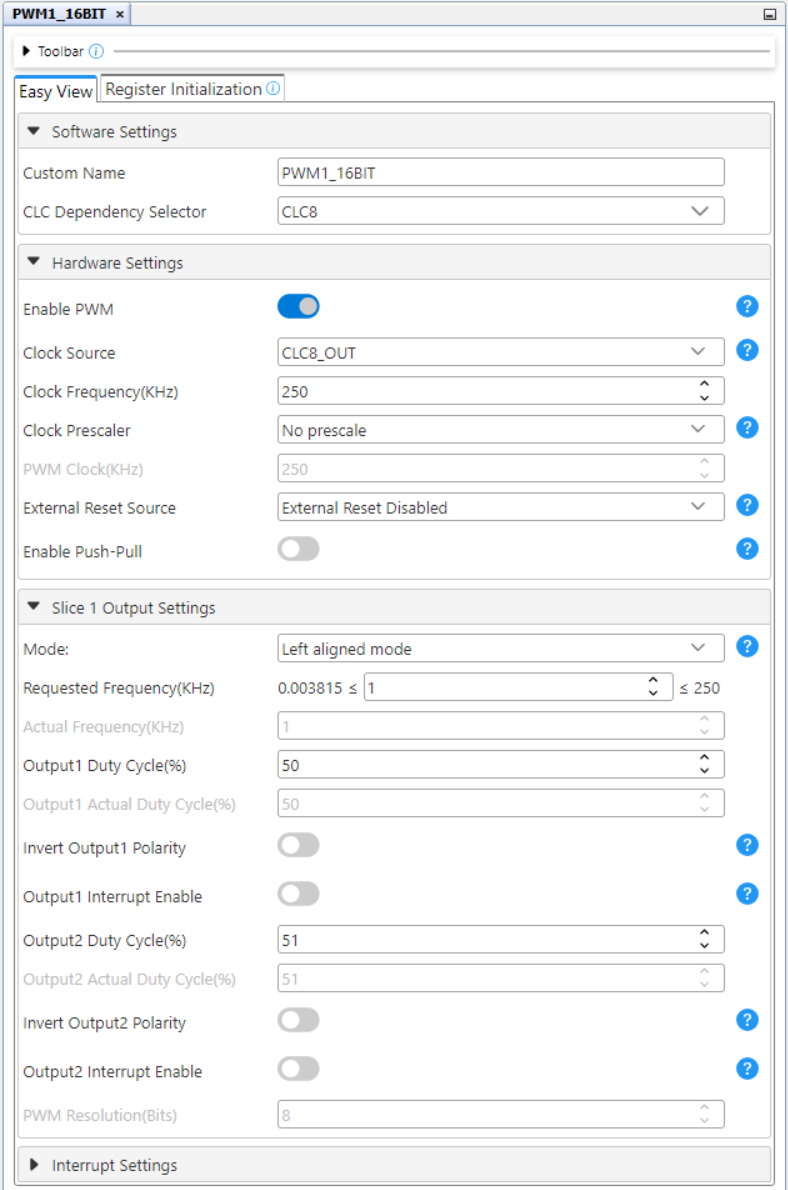 PWM1_16BIT ×
Toolbar
Easy View
Register Initialization
Software Settings
Custom Name PWM1_16BIT
CLC Dependency Selector CLC8
Hardware Settings
Enable PWM ?
Clock Source CLC8_OUT ?
Clock Frequency(KHz) 250
Clock Prescaler No prescale ?
PWM Clock(KHz) 250
External Reset Source External Reset Disabled ?
Enable Push-Pull ?
Slice 1 Output Settings
Mode: Left aligned mode ?
Requested Frequency(KHz) 0.003815 ≤ 1 ≤ 250
Actual Frequency(KHz) 1
Output1 Duty Cycle(%) 50
Output1 Actual Duty Cycle(%) 50
Invert Output1 Polarity ?
Output1 Interrupt Enable ?
Output2 Duty Cycle(%) 51
Output2 Actual Duty Cycle(%) 51
Invert Output2 Polarity ?
Output2 Interrupt Enable ?
PWM Resolution(Bits) 8
Interrupt Settings